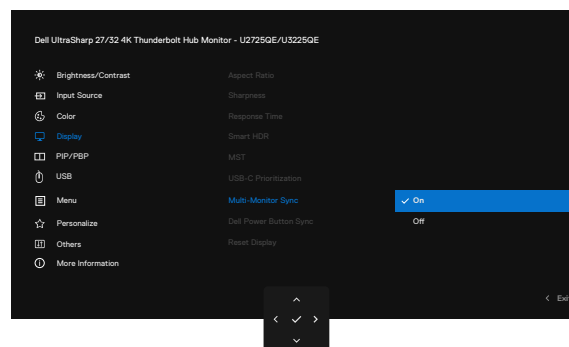 Dell UltraSharp 27/32 4K Thunderbolt Hub Monitor - U2725QE/U3225QE
Brightness/Contrast
Input Source
Color
Display
PIP/PBP
USB
Menu
Personalize
Others
More Information
Aspect Ratio
Sharpness
Response Time
Smart HDR
MST
USB-C Prioritization
Multi-Monitor Sync
Dell Power Button Sync
Reset Display
On
Off